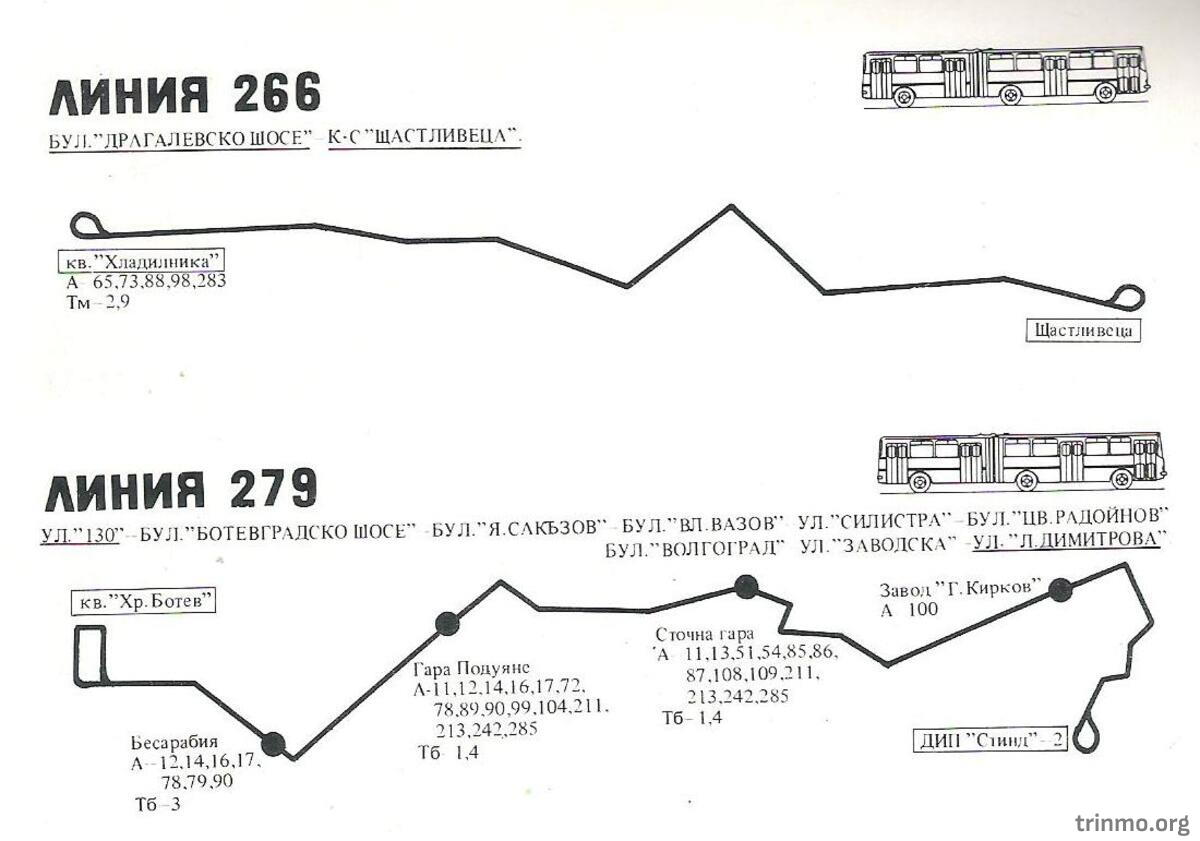 ЛИНИЯ 266
БУЛ."ДРАГАЛЕВСКО ШОСЕ" - К-С "ЩАСТЛИВЕЦА".
кв."Хладилника"
А- 65,73,88,98,283
Тм-2,9
Щастливеца
ЛИНИЯ 279
УЛ."130"-БУЛ."БОТЕВГРАДСКО ШОСЕ" -БУЛ."Я.САКЪЗОВ"- БУЛ."ВЛ.ВАЗОВ" УЛ."СИЛИСТРА"-БУЛ."ЦВ.РАДОЙНОВ"
БУЛ."ВОЛГОГРАД" УЛ."ЗАВОДСКА" -УЛ."Л.ДИМИТРОВА"
кв."Хр.Ботев"
Завод "Г.Кирков"
А 100
Сточна гара
А- 11,13,51,54,85,86,
87,108,109,211,
213,242,285
Тб-1,4
Гара Подуяне
А-11,12,14,16,17,72,
78,89,90,99,104,211,
213,242,285
Тб- 1,4
Бесарабия
А-12,14,16,17,
78,79,90
Тб-3
ДИП "Стинд"-2
trinmo.org